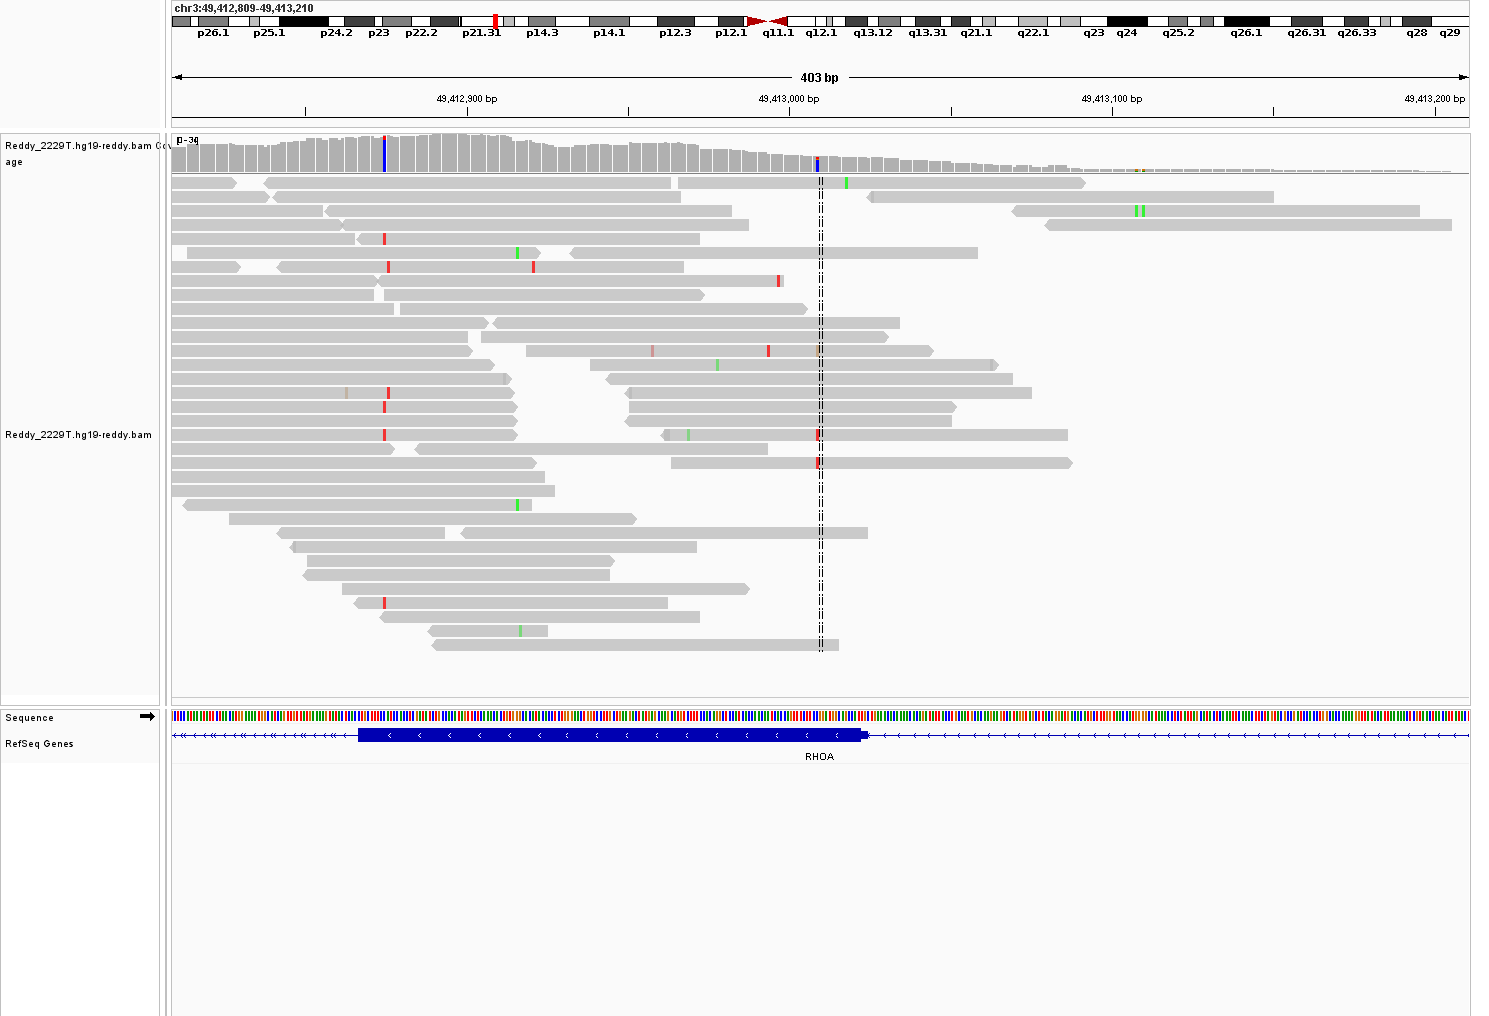 chr3:49,412,809-49,413,210
p26.1 p25.1 p24.2 p23 p22.2 p21.31 p14.3 p14.1 p12.3 p12.1 q11.1 q12.1 q13.12 q13.31 q21.1 q22.1 q23 q24 q25.2 q26.1 q26.31 q26.33 q28 q29
403 bp
49,412,900 bp 49,413,000 bp 49,413,100 bp 49,413,200 bp
Reddy_2229T.hg19-reddy.bam Cov
age
Reddy_2229T.hg19-reddy.bam
Sequence
RefSeq Genes
RHOA